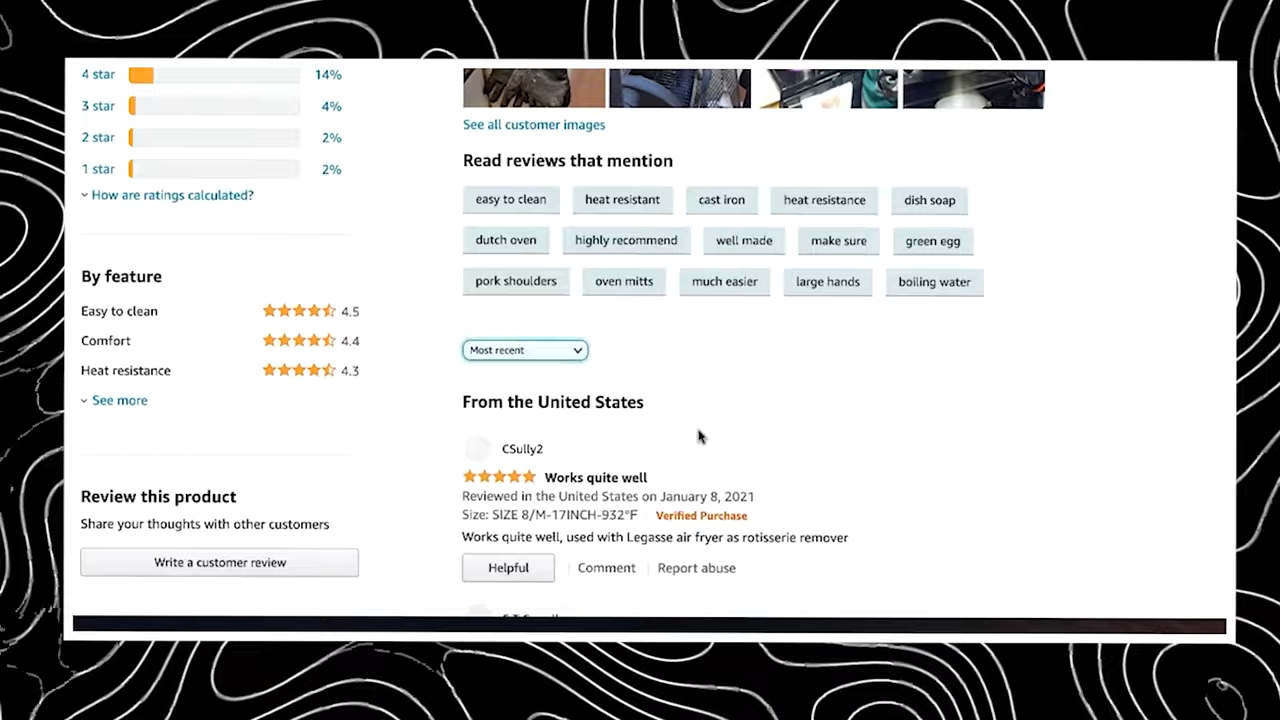 4 star 14%
3 star 4%
2 star 2%
1 star 2%
How are ratings calculated?
By feature
Easy to clean 4.5
Comfort 4.4
Heat resistance 4.3
See more
Review this product
Share your thoughts with other customers
Write a customer review
See all customer images
Read reviews that mention
easy to clean heat resistant cast iron heat resistance dish soap
dutch oven highly recommend well made make sure green egg
pork shoulders oven mitts much easier large hands boiling water
Most recent
From the United States
CSully2
Works quite well
Reviewed in the United States on January 8, 2021
Size: SIZE 8/M-17INCH-932°F Verified Purchase
Works quite well, used with Legasse air fryer as rotisserie remover
Helpful Comment Report abuse